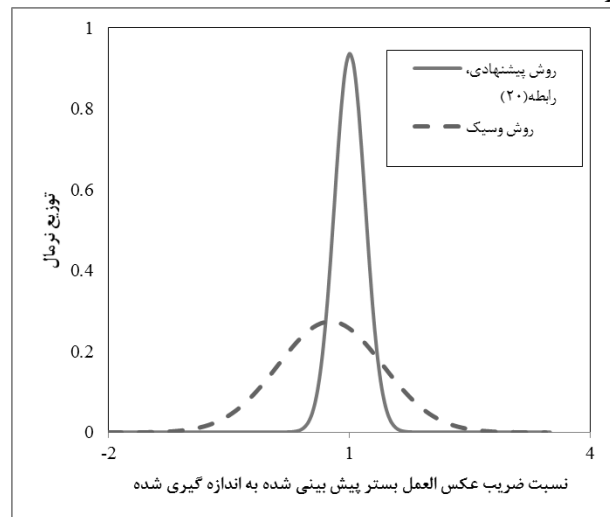 1
0.8
0.6
0.4
0.2
0
-2
1
4
توزیع نرمال
روش پیشنهادی،
رابطه(۲۰)
روش وسیک
نسبت ضریب عکس العمل بستر پیش بینی شده به اندازه گیری شده